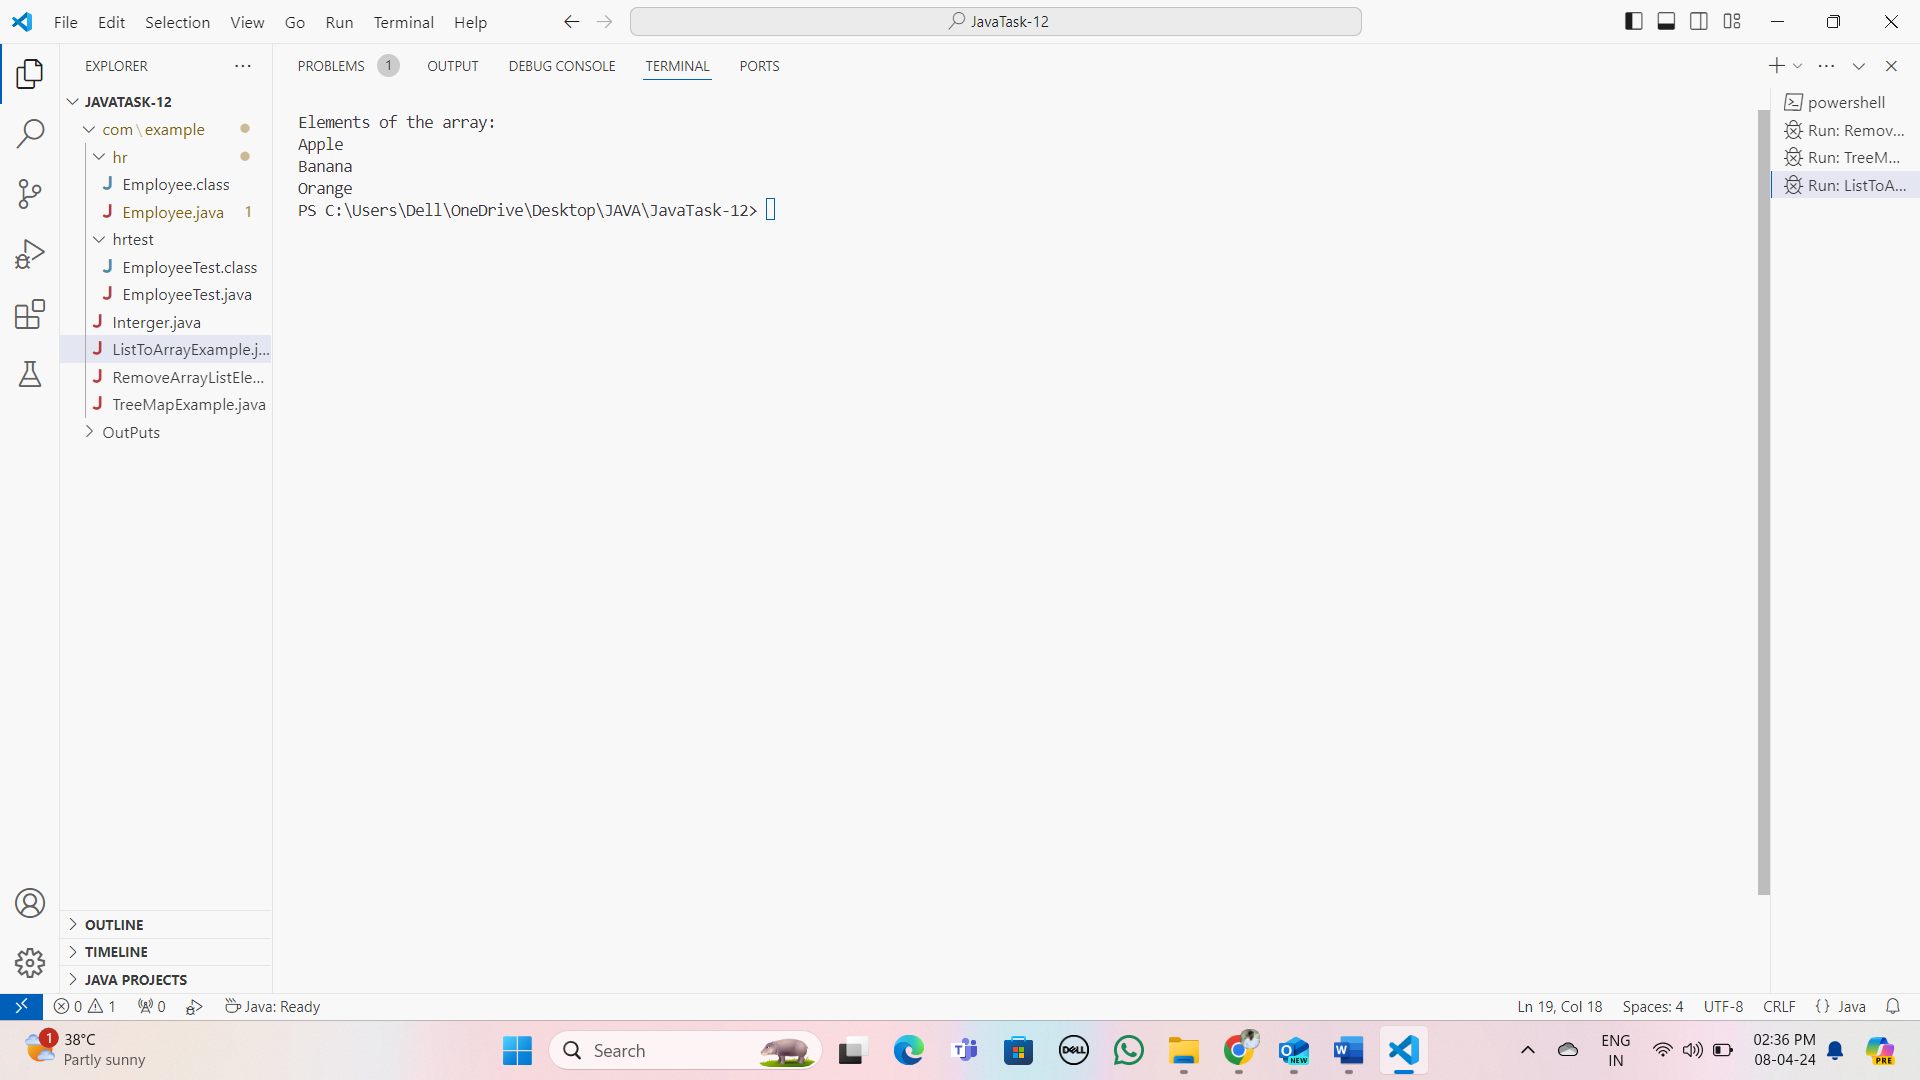 File Edit Selection View Go Run Terminal Help
JavaTask-12
EXPLORER
JAVATASK-12
com\example
hr
Employee.class
Employee.java 1
hrtest
EmployeeTest.class
EmployeeTest.java
Interger.java
ListToArrayExample.j...
RemoveArrayListEle...
TreeMapExample.java
OutPuts
OUTLINE
TIMELINE
JAVA PROJECTS
PROBLEMS 1 OUTPUT DEBUG CONSOLE TERMINAL PORTS
Elements of the array:
Apple
Banana
Orange
PS C:\Users\Dell\OneDrive\Desktop\JAVA\JavaTask-12>
powershell
Run: Remov...
Run: TreeM...
Run: ListToA...
0 1 0 Java: Ready Ln 19, Col 18 Spaces: 4 UTF-8 CRLF {} Java
1 38°C
Partly sunny
Search
DELL
NEW
W
ENG
IN
02:36 PM
08-04-24
PRE